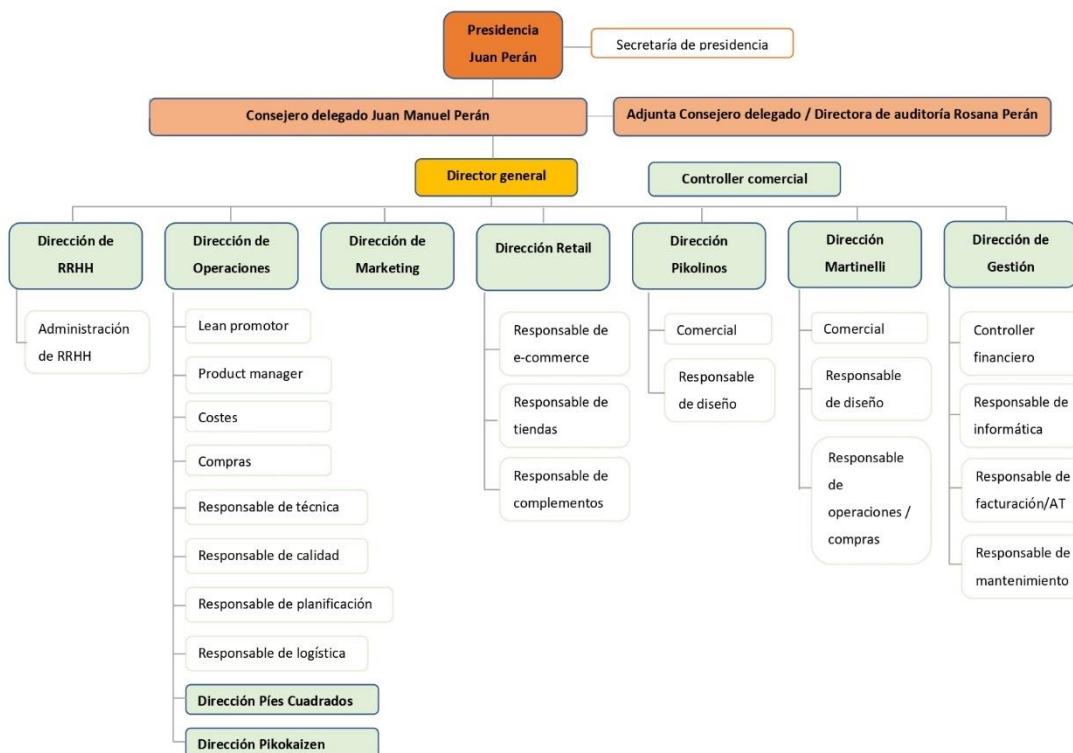 Presidencia
Juan Perán
Secretaría de presidencia
Consejero delegado Juan Manuel Perán
Adjunta Consejero delegado / Directora de auditoría Rosana Perán
Director general
Controller comercial
Dirección de
RRHH
Dirección de
Operaciones
Dirección de
Marketing
Dirección Retail
Dirección
Pikolinos
Dirección
Martinelli
Dirección de
Gestión
Administración
de RRHH
Lean promotor
Product manager
Costes
Compras
Responsable de técnica
Responsable de calidad
Responsable de planificación
Responsable de logística
Dirección Píes Cuadrados
Dirección Pikokaizen
Responsable de
e-commerce
Responsable de
tiendas
Responsable de
complementos
Comercial
Responsable
de diseño
Comercial
Responsable
de diseño
Responsable
de
operaciones /
compras
Controller
financiero
Responsable de
informática
Responsable de
facturación/AT
Responsable de
mantenimiento